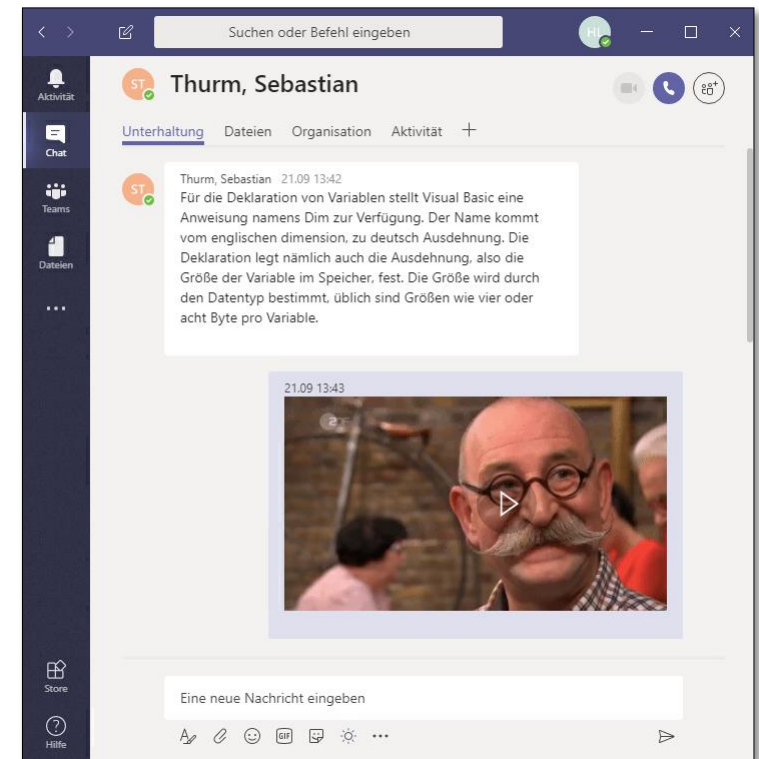 Suchen oder Befehl eingeben
HL
Aktivität
Chat
Teams
Dateien
Store
Hilfe
ST
Thurm, Sebastian
Unterhaltung Dateien Organisation Aktivität
ST
Thurm, Sebastian 21.09 13:42
Für die Deklaration von Variablen stellt Visual Basic eine
Anweisung namens Dim zur Verfügung. Der Name kommt
vom englischen dimension, zu deutsch Ausdehnung. Die
Deklaration legt nämlich auch die Ausdehnung, also die
Größe der Variable im Speicher, fest. Die Größe wird durch
den Datentyp bestimmt, üblich sind Größen wie vier oder
acht Byte pro Variable.
21.09 13:43
Eine neue Nachricht eingeben
GIF